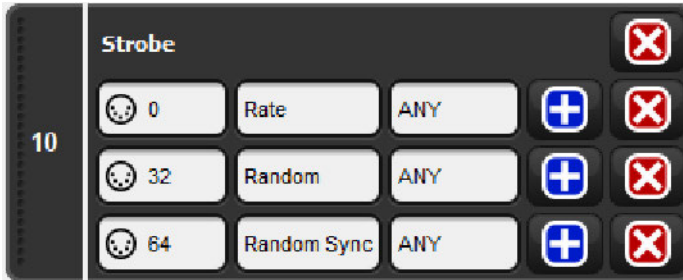 Strobe
10
0 Rate ANY
32 Random ANY
64 Random Sync ANY